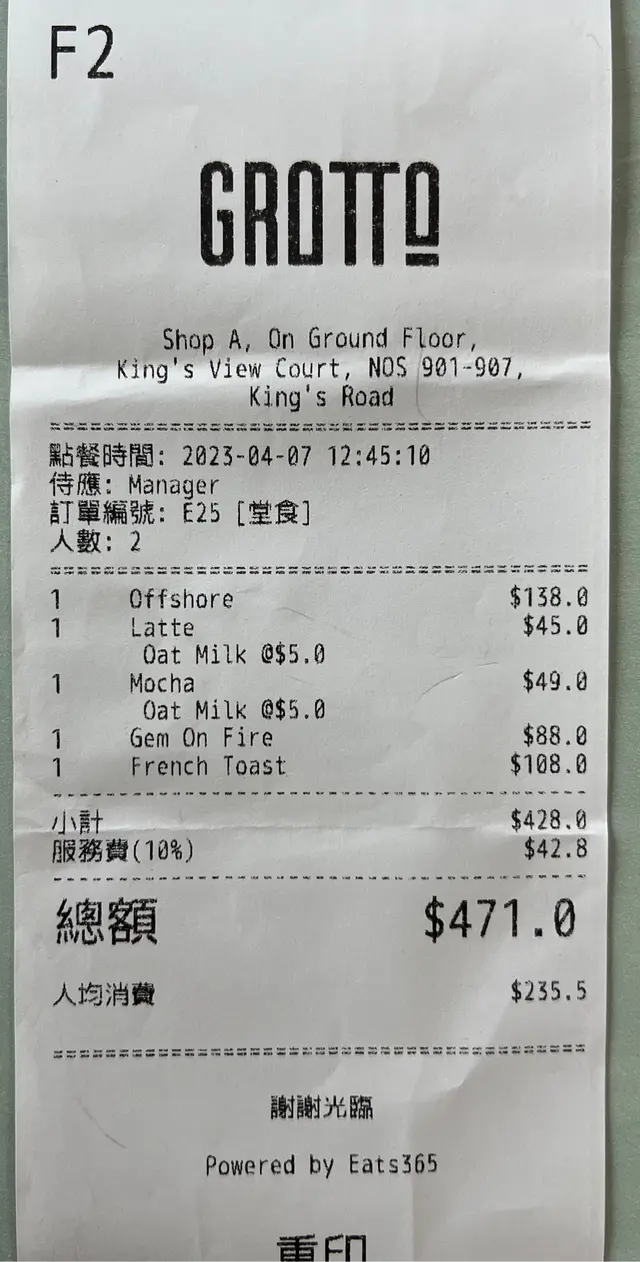 F2
GROTTO
Shop A, On Ground Floor,
King's View Court, NOS 901-907,
King's Road
點餐時間: 2023-04-07 12:45:10
侍應: Manager
訂單編號: E25 [堂食]
人數: 2
1 Offshore $138.0
1 Latte $45.0
Oat Milk @$5.0
1 Mocha $49.0
Oat Milk @$5.0
1 Gem On Fire $88.0
1 French Toast $108.0
小計 $428.0
服務費(10%) $42.8
總額 $471.0
人均消費 $235.5
謝謝光臨
Powered by Eats365
重印